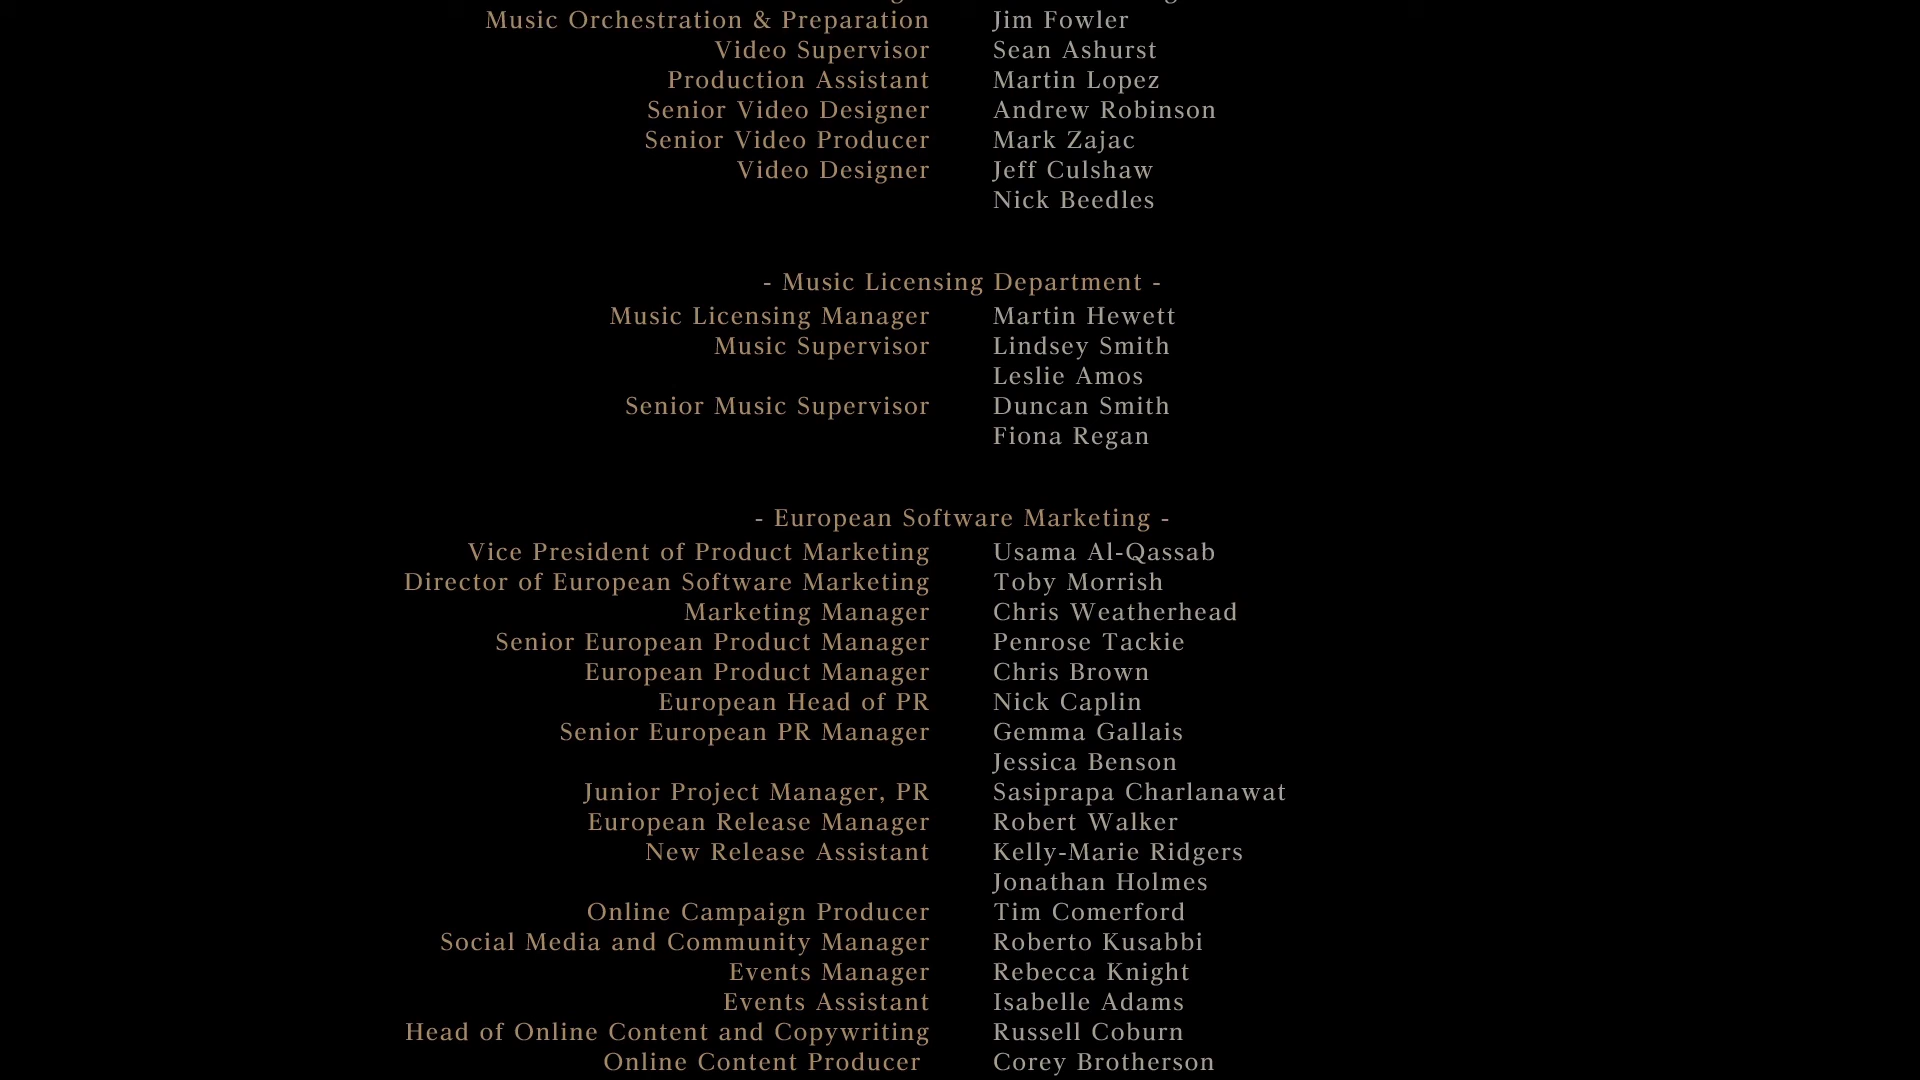 Music Orchestration & Preparation Jim Fowler
Video Supervisor Sean Ashurst
Production Assistant Martin Lopez
Senior Video Designer Andrew Robinson
Senior Video Producer Mark Zajac
Video Designer Jeff Culshaw
Nick Beedles
- Music Licensing Department -
Music Licensing Manager Martin Hewett
Music Supervisor Lindsey Smith
Leslie Amos
Senior Music Supervisor Duncan Smith
Fiona Regan
- European Software Marketing -
Vice President of Product Marketing Usama Al-Qassab
Director of European Software Marketing Toby Morrish
Marketing Manager Chris Weatherhead
Senior European Product Manager Penrose Tackie
European Product Manager Chris Brown
European Head of PR Nick Caplin
Senior European PR Manager Gemma Gallais
Jessica Benson
Junior Project Manager, PR Sasiprapa Charlanawat
European Release Manager Robert Walker
New Release Assistant Kelly-Marie Ridgers
Jonathan Holmes
Online Campaign Producer Tim Comerford
Social Media and Community Manager Roberto Kusabbi
Events Manager Rebecca Knight
Events Assistant Isabelle Adams
Head of Online Content and Copywriting Russell Coburn
Online Content Producer Corey Brotherson